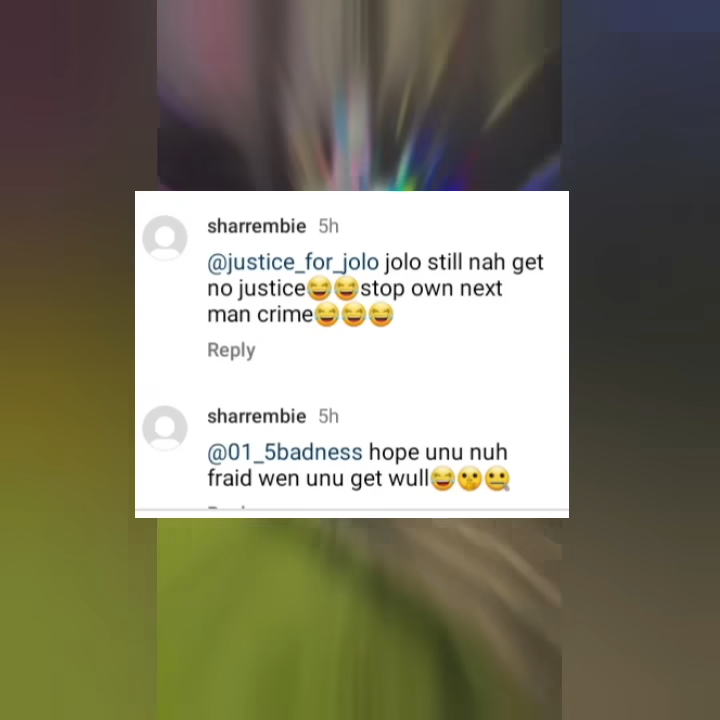 sharrembie 5h
@justice_for_jolo jolo still nah get
no justice😆😆stop own next
man crime😆😆😆
Reply
sharrembie 5h
@01_5badness hope unu nuh
fraid wen unu get wull😆🤫🤐